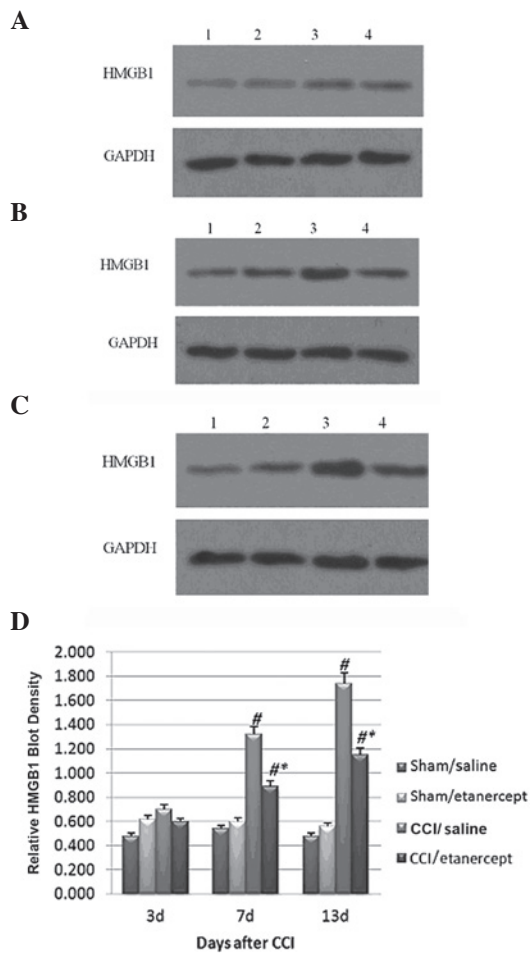 A
1 2 3 4
HMGB1
GAPDH
B
1 2 3 4
HMGB1
GAPDH
C
1 2 3 4
HMGB1
GAPDH
D
Relative HMGB1 Blot Density
2.000
1.800
1.600
1.400
1.200
1.000
0.800
0.600
0.400
0.200
0.000
#
#*
#
#*
3d 7d 13d
Days after CCI
Sham/saline
Sham/etanercept
CCI/saline
CCI/etanercept